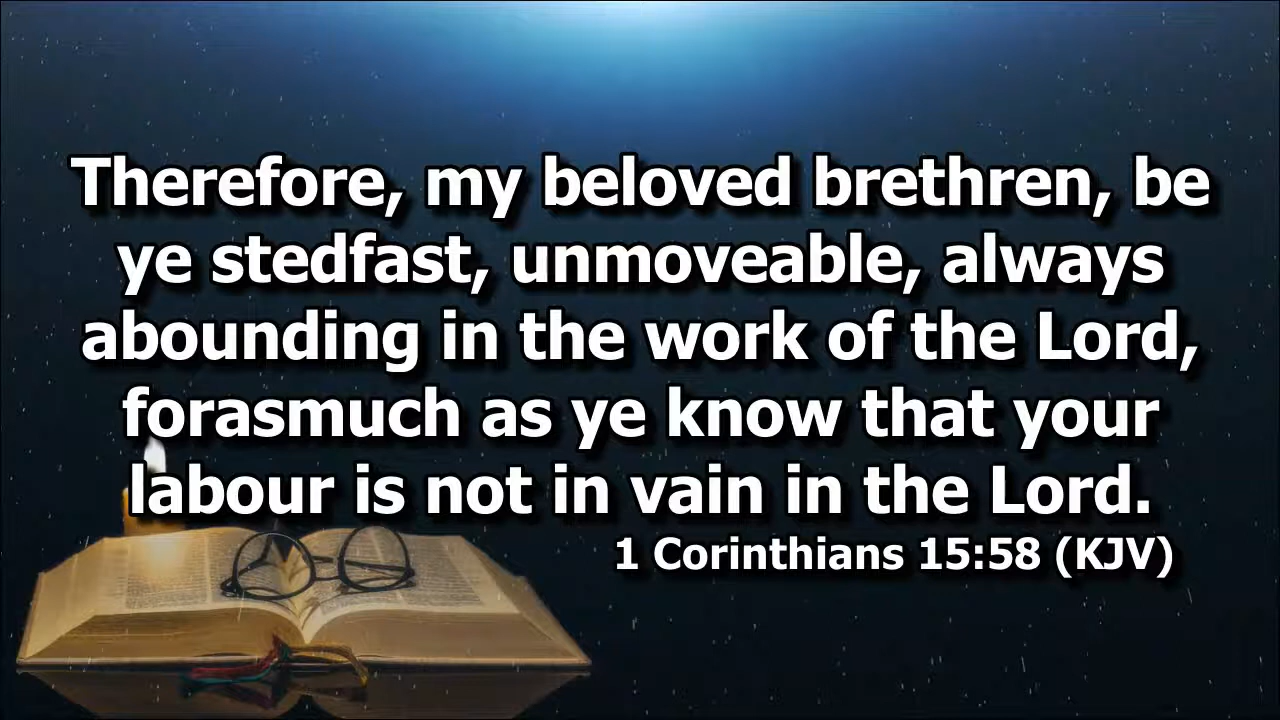 Therefore, my beloved brethren, be
ye stedfast, unmoveable, always
abounding in the work of the Lord,
forasmuch as ye know that your
labour is not in vain in the Lord.
1 Corinthians 15:58 (KJV)